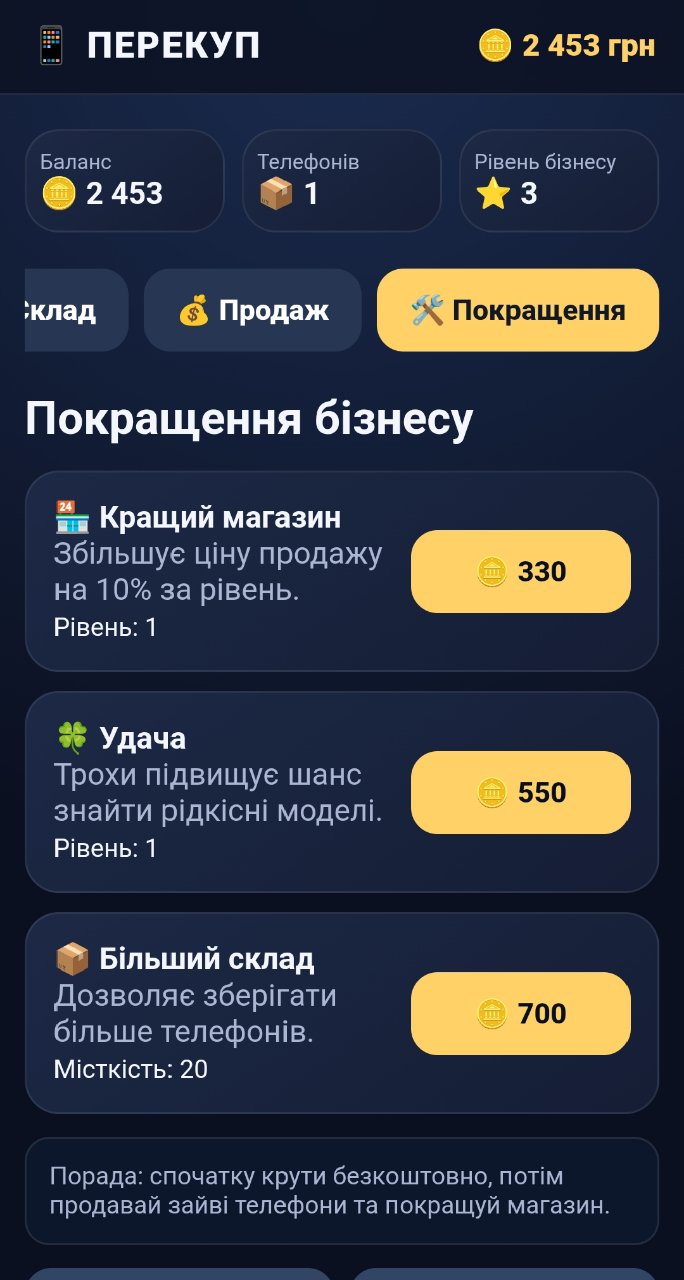 ПЕРЕКУП
2 453 грн
Баланс
2 453
Телефонів
1
Рівень бізнесу
3
Склад
Продаж
Покращення
Покращення бізнесу
Кращий магазин
Збільшує ціну продажу
на 10% за рівень.
Рівень: 1
330
Удача
Трохи підвищує шанс
знайти рідкісні моделі.
Рівень: 1
550
Більший склад
Дозволяє зберігати
більше телефонів.
Місткість: 20
700
Порада: спочатку крути безкоштовно, потім
продавай зайві телефони та покращуй магазин.